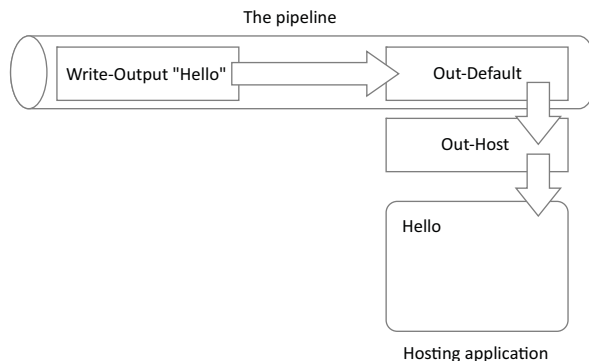 The pipeline
Write-Output "Hello"
Out-Default
Out-Host
Hello
Hosting application